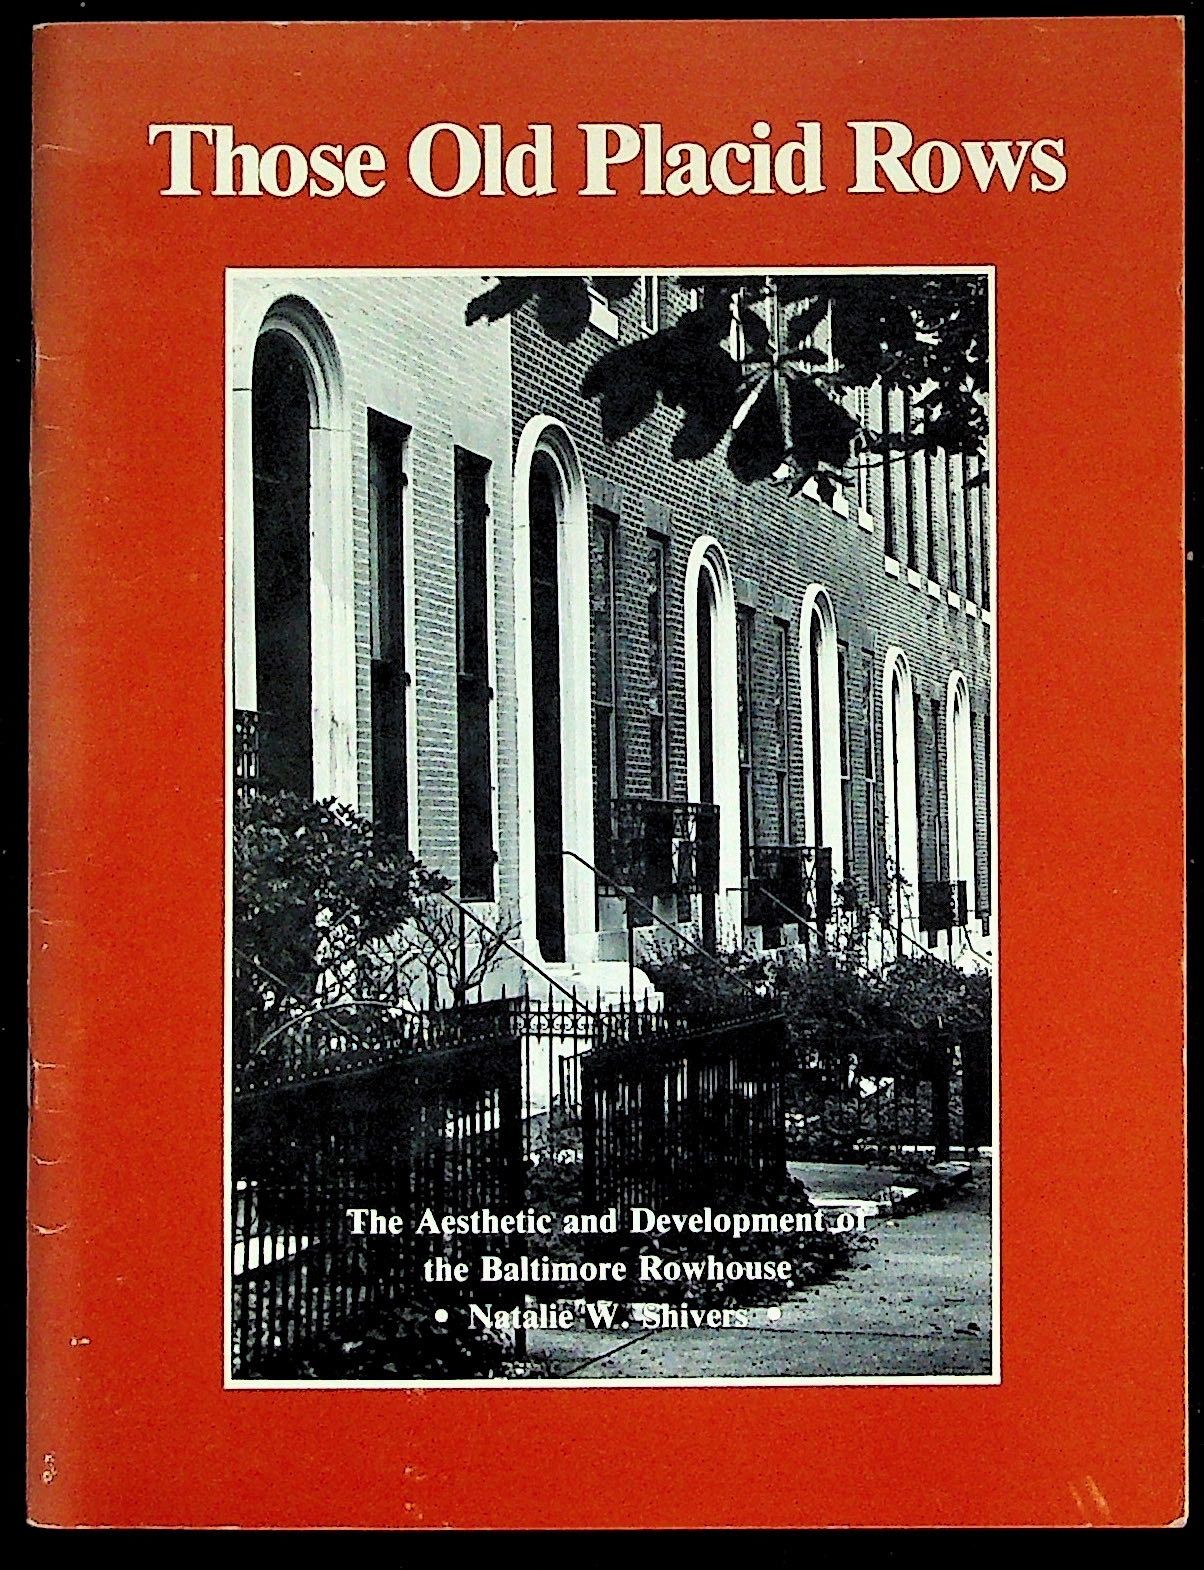 Those Old Placid Rows
The Aesthetic and Development of
the Baltimore Rowhouse
• Natalie W. Shivers •